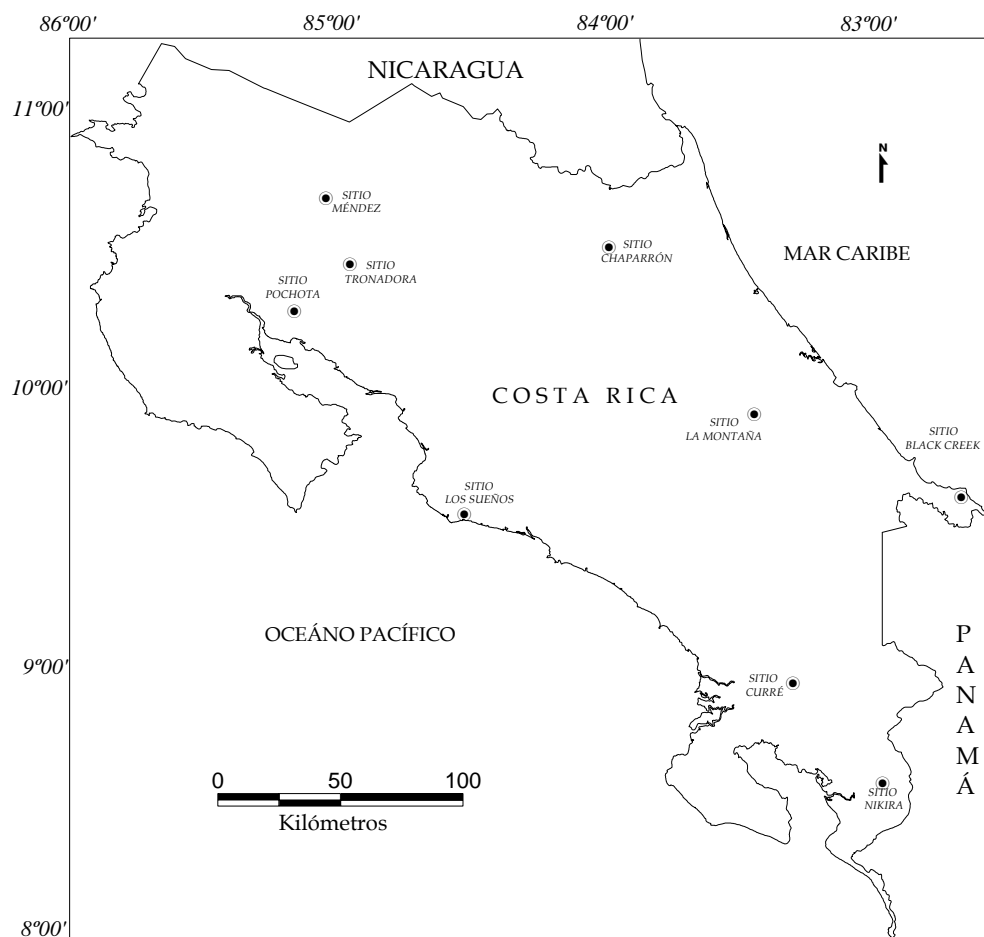 86º00'
85º00'
84º00'
83º00'
NICARAGUA
11º00'
N
SITIO
MÉNDEZ
SITIO
CHAPARRÓN
MAR CARIBE
SITIO
TRONADORA
SITIO
POCHOTA
10º00'
COSTA RICA
SITIO
LA MONTAÑA
SITIO
BLACK CREEK
SITIO
LOS SUEÑOS
OCEÁNO PACÍFICO
9º00'
PANAMÁ
SITIO
CURRÉ
SITIO
NIKIRA
0
50
100
Kilómetros
8º00'